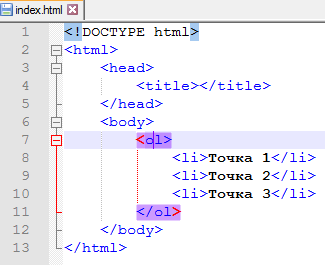 index.html
1 <!DOCTYPE html>
2 <html>
3 <head>
4 <title></title>
5 </head>
6 <body>
7 <ol>
8 <li>Точка 1</li>
9 <li>Точка 2</li>
10 <li>Точка 3</li>
11 </ol>
12 </body>
13 </html>